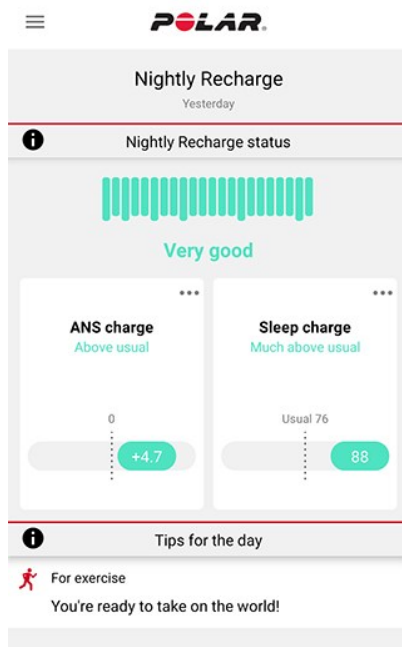 POLAR.
Nightly Recharge
Yesterday
Nightly Recharge status
Very good
ANS charge
Above usual
0
+4.7
Sleep charge
Much above usual
Usual 76
88
Tips for the day
For exercise
You're ready to take on the world!